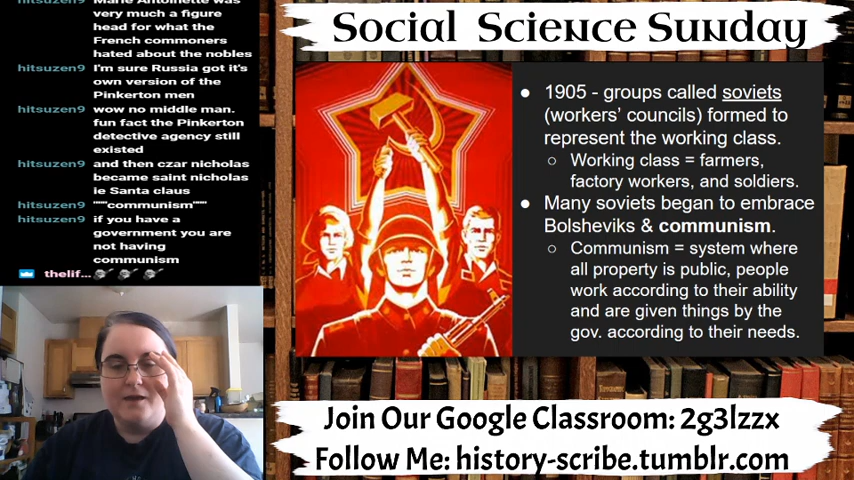 Marie Antoinette was
very much a figure
head for what the
French commoners
hated about the nobles
hitsuzen9 I'm sure Russia got it's
own version of the
Pinkerton men
hitsuzen9 wow no middle man.
fun fact the Pinkerton
detective agency still
existed
hitsuzen9 and then czar nicholas
became saint nicholas
ie Santa claus
hitsuzen9 """communism"""
hitsuzen9 if you have a
government you are
not having
communism
thelif...
Social Science Sunday
● 1905 - groups called soviets
(workers' councils) formed to
represent the working class.
○ Working class = farmers,
factory workers, and soldiers.
● Many soviets began to embrace
Bolsheviks & communism.
○ Communism = system where
all property is public, people
work according to their ability
and are given things by the
gov. according to their needs.
Join Our Google Classroom: 2g3lzzx
Follow Me: history-scribe.tumblr.com